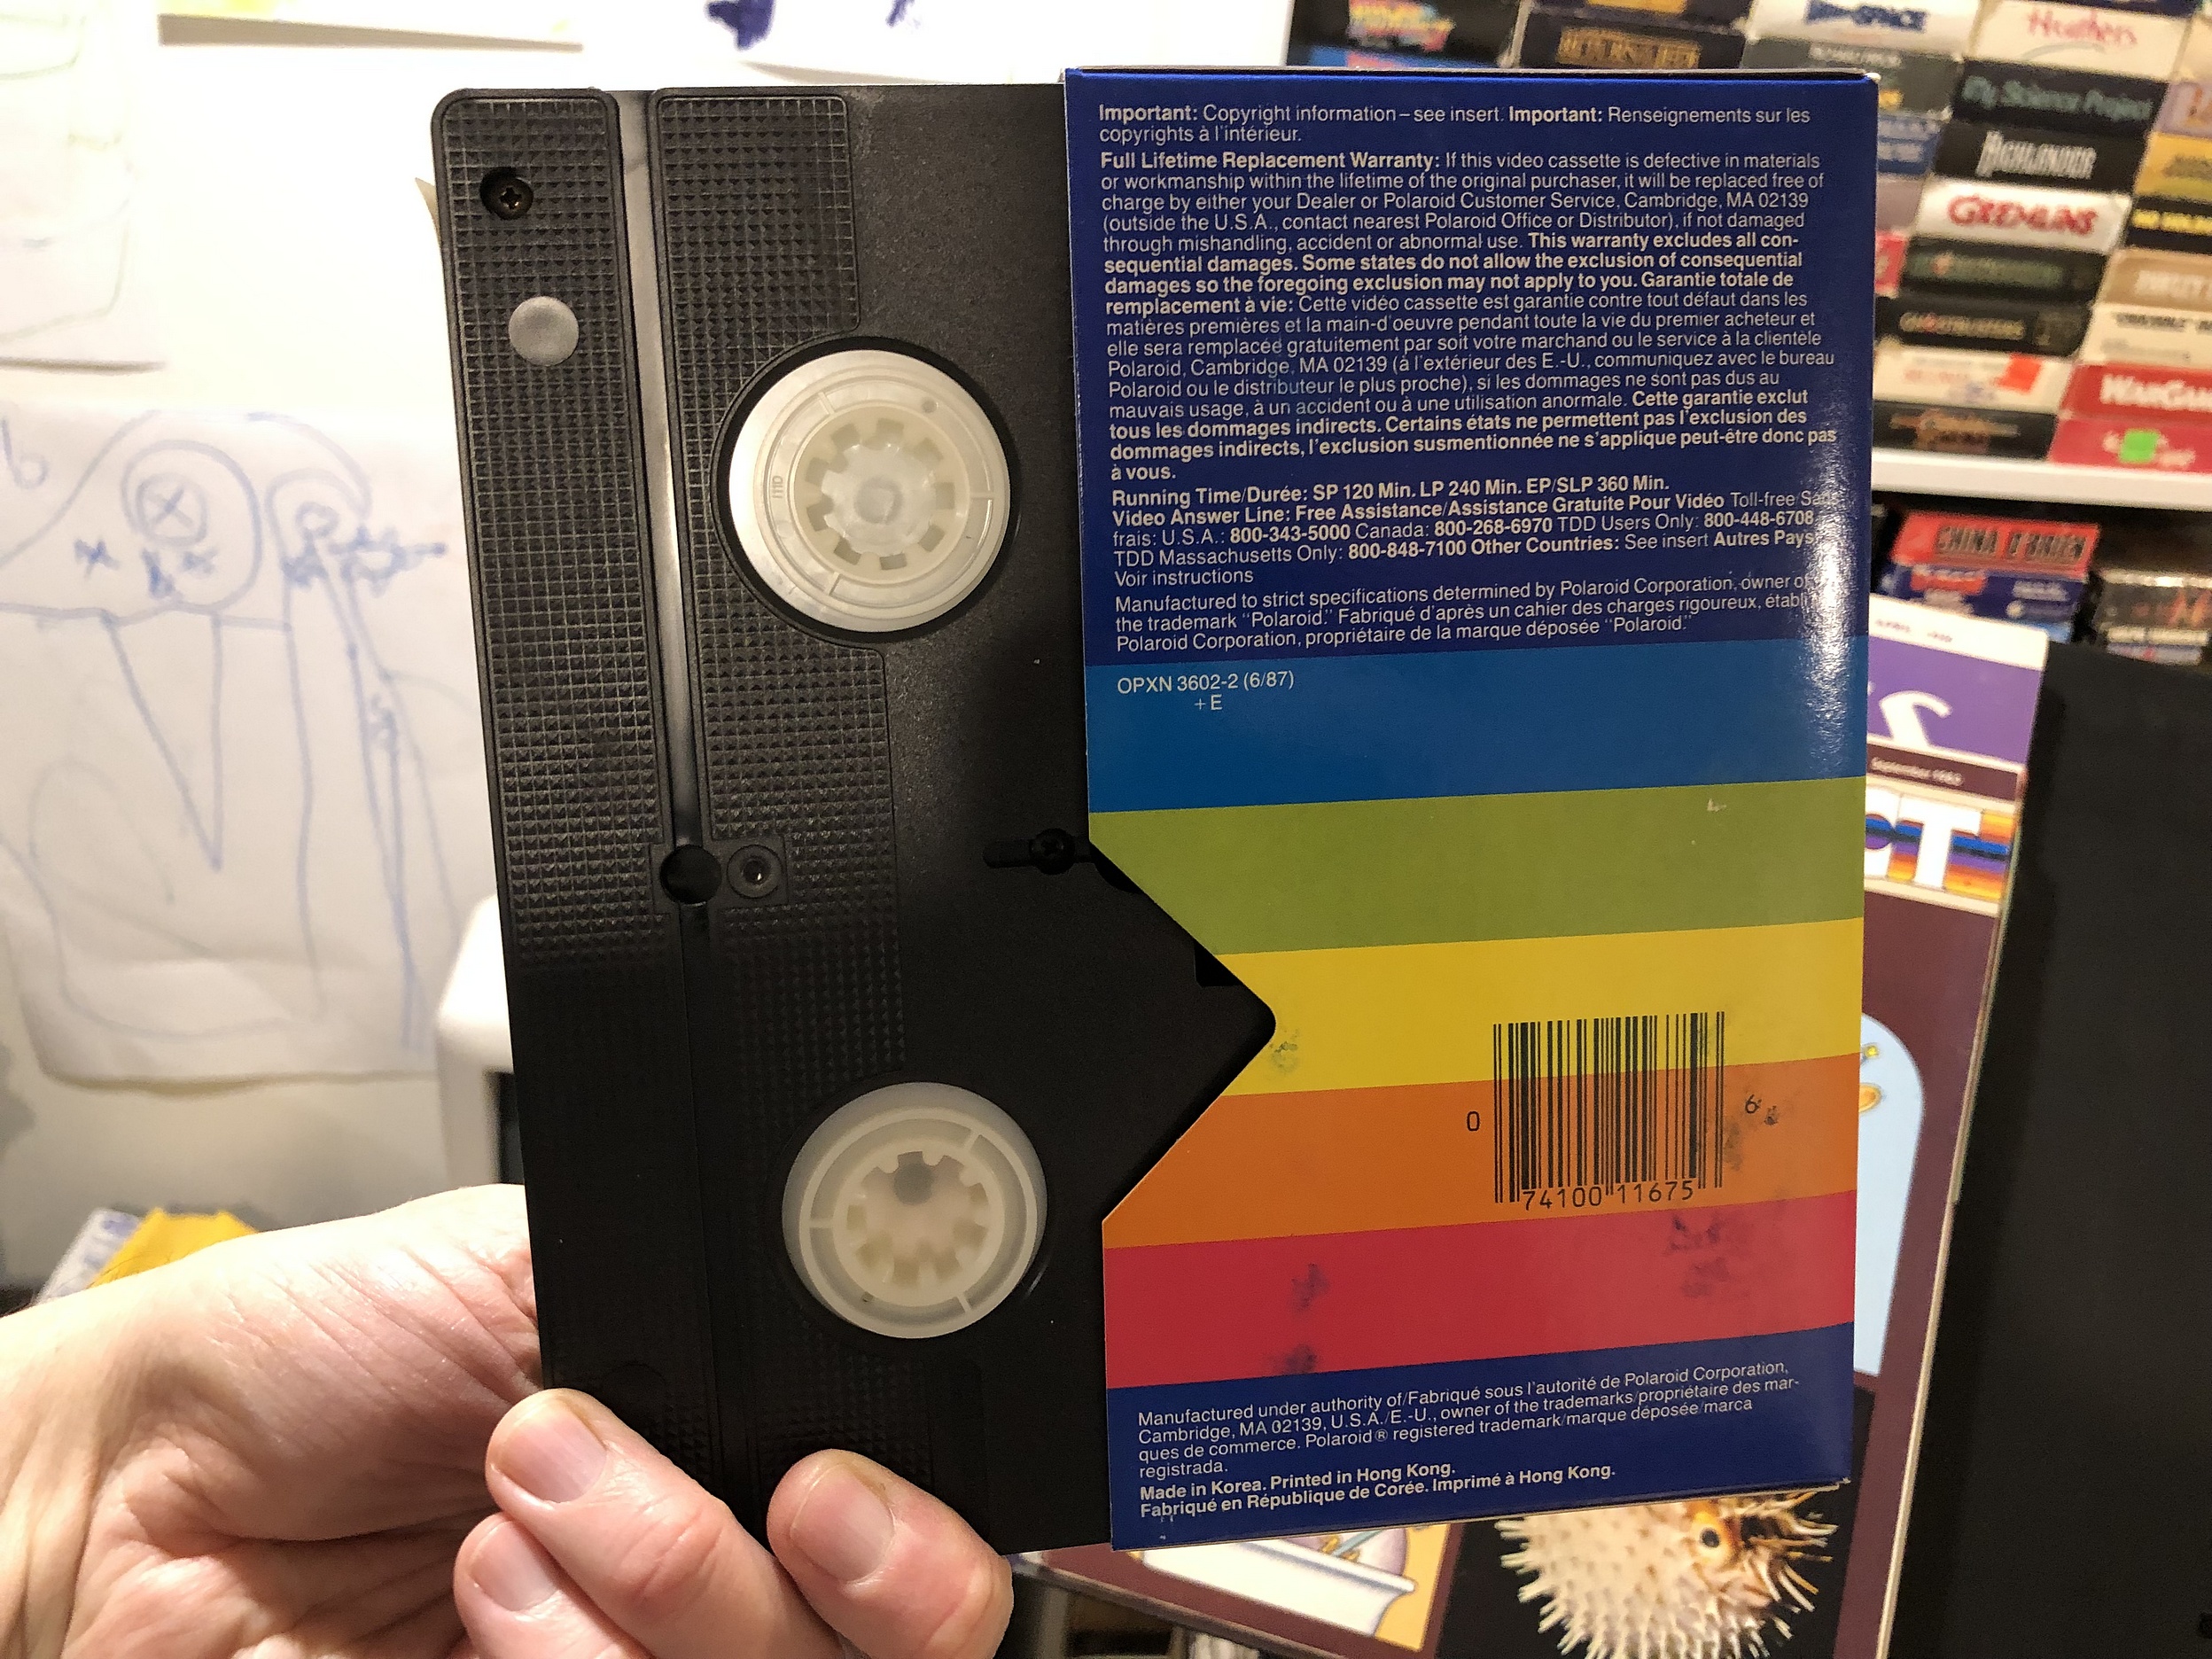 Important: Copyright information – see insert. Important: Renseignements sur les
copyrights à l'intérieur.
Full Lifetime Replacement Warranty: If this video cassette is defective in materials
or workmanship within the lifetime of the original purchaser, it will be replaced free of
charge by either your Dealer or Polaroid Customer Service, Cambridge, MA 02139
(outside the U.S.A., contact nearest Polaroid Office or Distributor), if not damaged
through mishandling, accident or abnormal use. This warranty excludes all con-
sequential damages. Some states do not allow the exclusion of consequential
damages so the foregoing exclusion may not apply to you. Garantie totale de
remplacement à vie: Cette vidéo cassette est garantie contre tout défaut dans les
matières premières et la main-d'oeuvre pendant toute la vie du premier acheteur et
elle sera remplacée gratuitement par soit votre marchand ou le service à la clientèle
Polaroid, Cambridge, MA 02139 (à l'extérieur des E.-U., communiquez avec le bureau
Polaroid ou le distributeur le plus proche), si les dommages ne sont pas dus au
mauvais usage, à un accident ou à une utilisation anormale. Cette garantie exclut
tous les dommages indirects. Certains états ne permettent pas l'exclusion des
dommages indirects, l'exclusion susmentionnée ne s'applique peut-être donc pas
à vous.
Running Time/Durée: SP 120 Min. LP 240 Min. EP/SLP 360 Min.
Video Answer Line: Free Assistance/Assistance Gratuite Pour Vidéo Toll-free/Sans
frais: U.S.A.: 800-343-5000 Canada: 800-268-6970 TDD Users Only: 800-448-6708
TDD Massachusetts Only: 800-848-7100 Other Countries: See insert Autres Pays:
Voir instructions
Manufactured to strict specifications determined by Polaroid Corporation, owner of
the trademark "Polaroid." Fabriqué d'après un cahier des charges rigoureux, établi
Polaroid Corporation, propriétaire de la marque déposée "Polaroid."
OPXN 3602-2 (6/87)
+ E
0 74100 11675 6
Manufactured under authority of/Fabriqué sous l'autorité de Polaroid Corporation,
Cambridge, MA 02139, U.S.A./E.-U., owner of the trademarks/propriétaire des mar-
ques de commerce. Polaroid® registered trademark/marque déposée/marca
registrada.
Made in Korea. Printed in Hong Kong.
Fabriqué en République de Corée. Imprimé à Hong Kong.
Heathers
My Science Project
HIGHLANDER
GREMLINS
GHOSTBUSTERS
WARGA
CHINA O'BRIEN
September 1982
CT